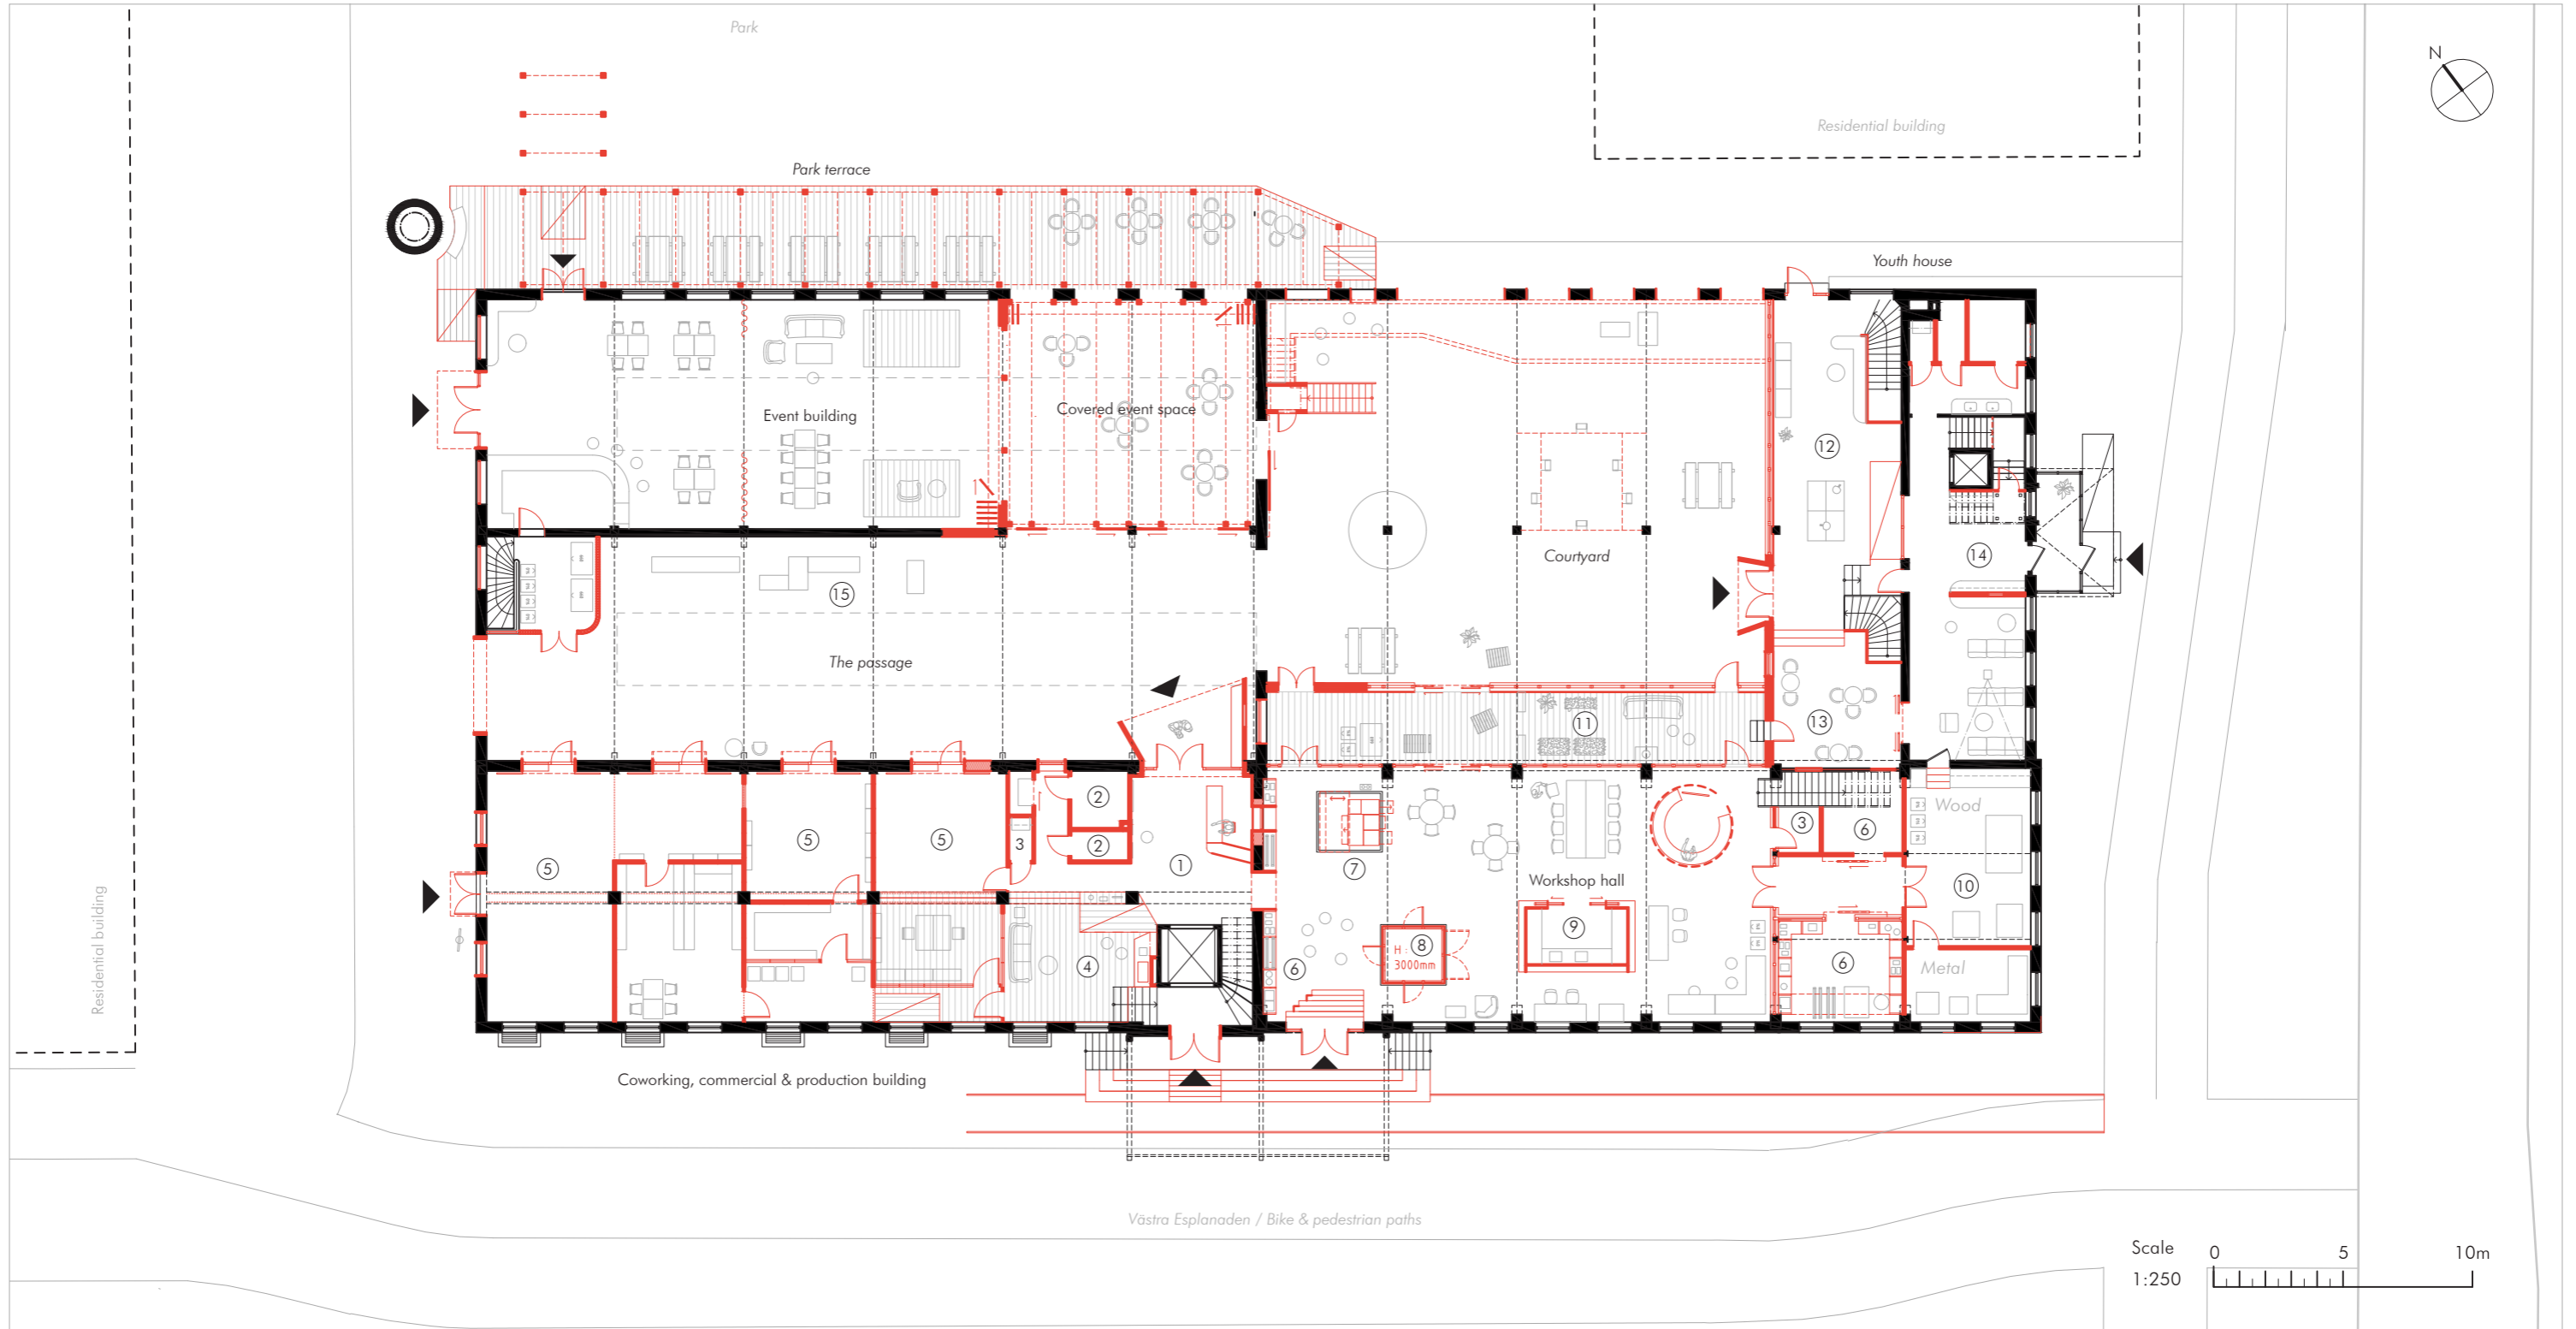 Park
N
Residential building
Park terrace
Youth house
Event building
Covered event space
12
Courtyard
14
15
The passage
11
13
2
Wood
3
6
5
5
5
3
2
1
7
Workshop hall
10
9
8
H:
3000mm
4
6
6
Metal
Residential building
Coworking, commercial & production building
Västra Esplanaden / Bike & pedestrian paths
Scale
0 5 10m
1:250